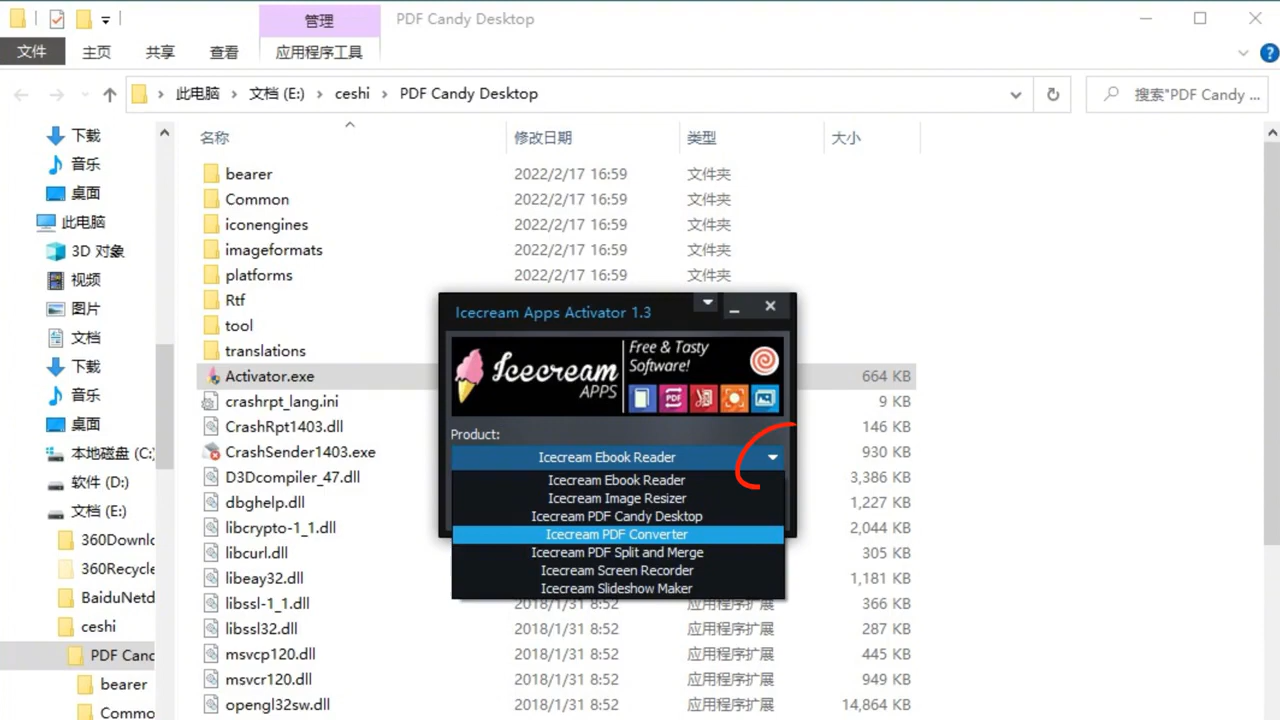 管理
PDF Candy Desktop
文件
主页
共享
查看
应用程序工具
此电脑
文档 (E:)
ceshi
PDF Candy Desktop
搜索"PDF Candy ...
下载
音乐
桌面
此电脑
3D 对象
视频
图片
文档
下载
音乐
桌面
本地磁盘 (C:)
软件 (D:)
文档 (E:)
360Downlo
360Recycle
BaiduNetd
ceshi
PDF Canc
bearer
Commo
名称 修改日期 类型 大小
bearer 2022/2/17 16:59 文件夹
Common 2022/2/17 16:59 文件夹
iconengines 2022/2/17 16:59 文件夹
imageformats 2022/2/17 16:59 文件夹
platforms 2022/2/17 16:59 文件夹
Rtf
tool
translations
Activator.exe 664 KB
crashrpt_lang.ini 9 KB
CrashRpt1403.dll 146 KB
CrashSender1403.exe 930 KB
D3Dcompiler_47.dll 3,386 KB
dbghelp.dll 1,227 KB
libcrypto-1_1.dll 2,044 KB
libcurl.dll 305 KB
libeay32.dll 1,181 KB
libssl-1_1.dll 2018/1/31 8:52 应用程序扩展 366 KB
libssl32.dll 2018/1/31 8:52 应用程序扩展 287 KB
msvcp120.dll 2018/1/31 8:52 应用程序扩展 445 KB
msvcr120.dll 2018/1/31 8:52 应用程序扩展 949 KB
opengl32sw.dll 2018/1/31 8:52 应用程序扩展 14,864 KB
Icecream Apps Activator 1.3
Icecream
APPS
Free & Tasty
Software!
PDF
Product:
Icecream Ebook Reader
Icecream Ebook Reader
Icecream Image Resizer
Icecream PDF Candy Desktop
Icecream PDF Converter
Icecream PDF Split and Merge
Icecream Screen Recorder
Icecream Slideshow Maker